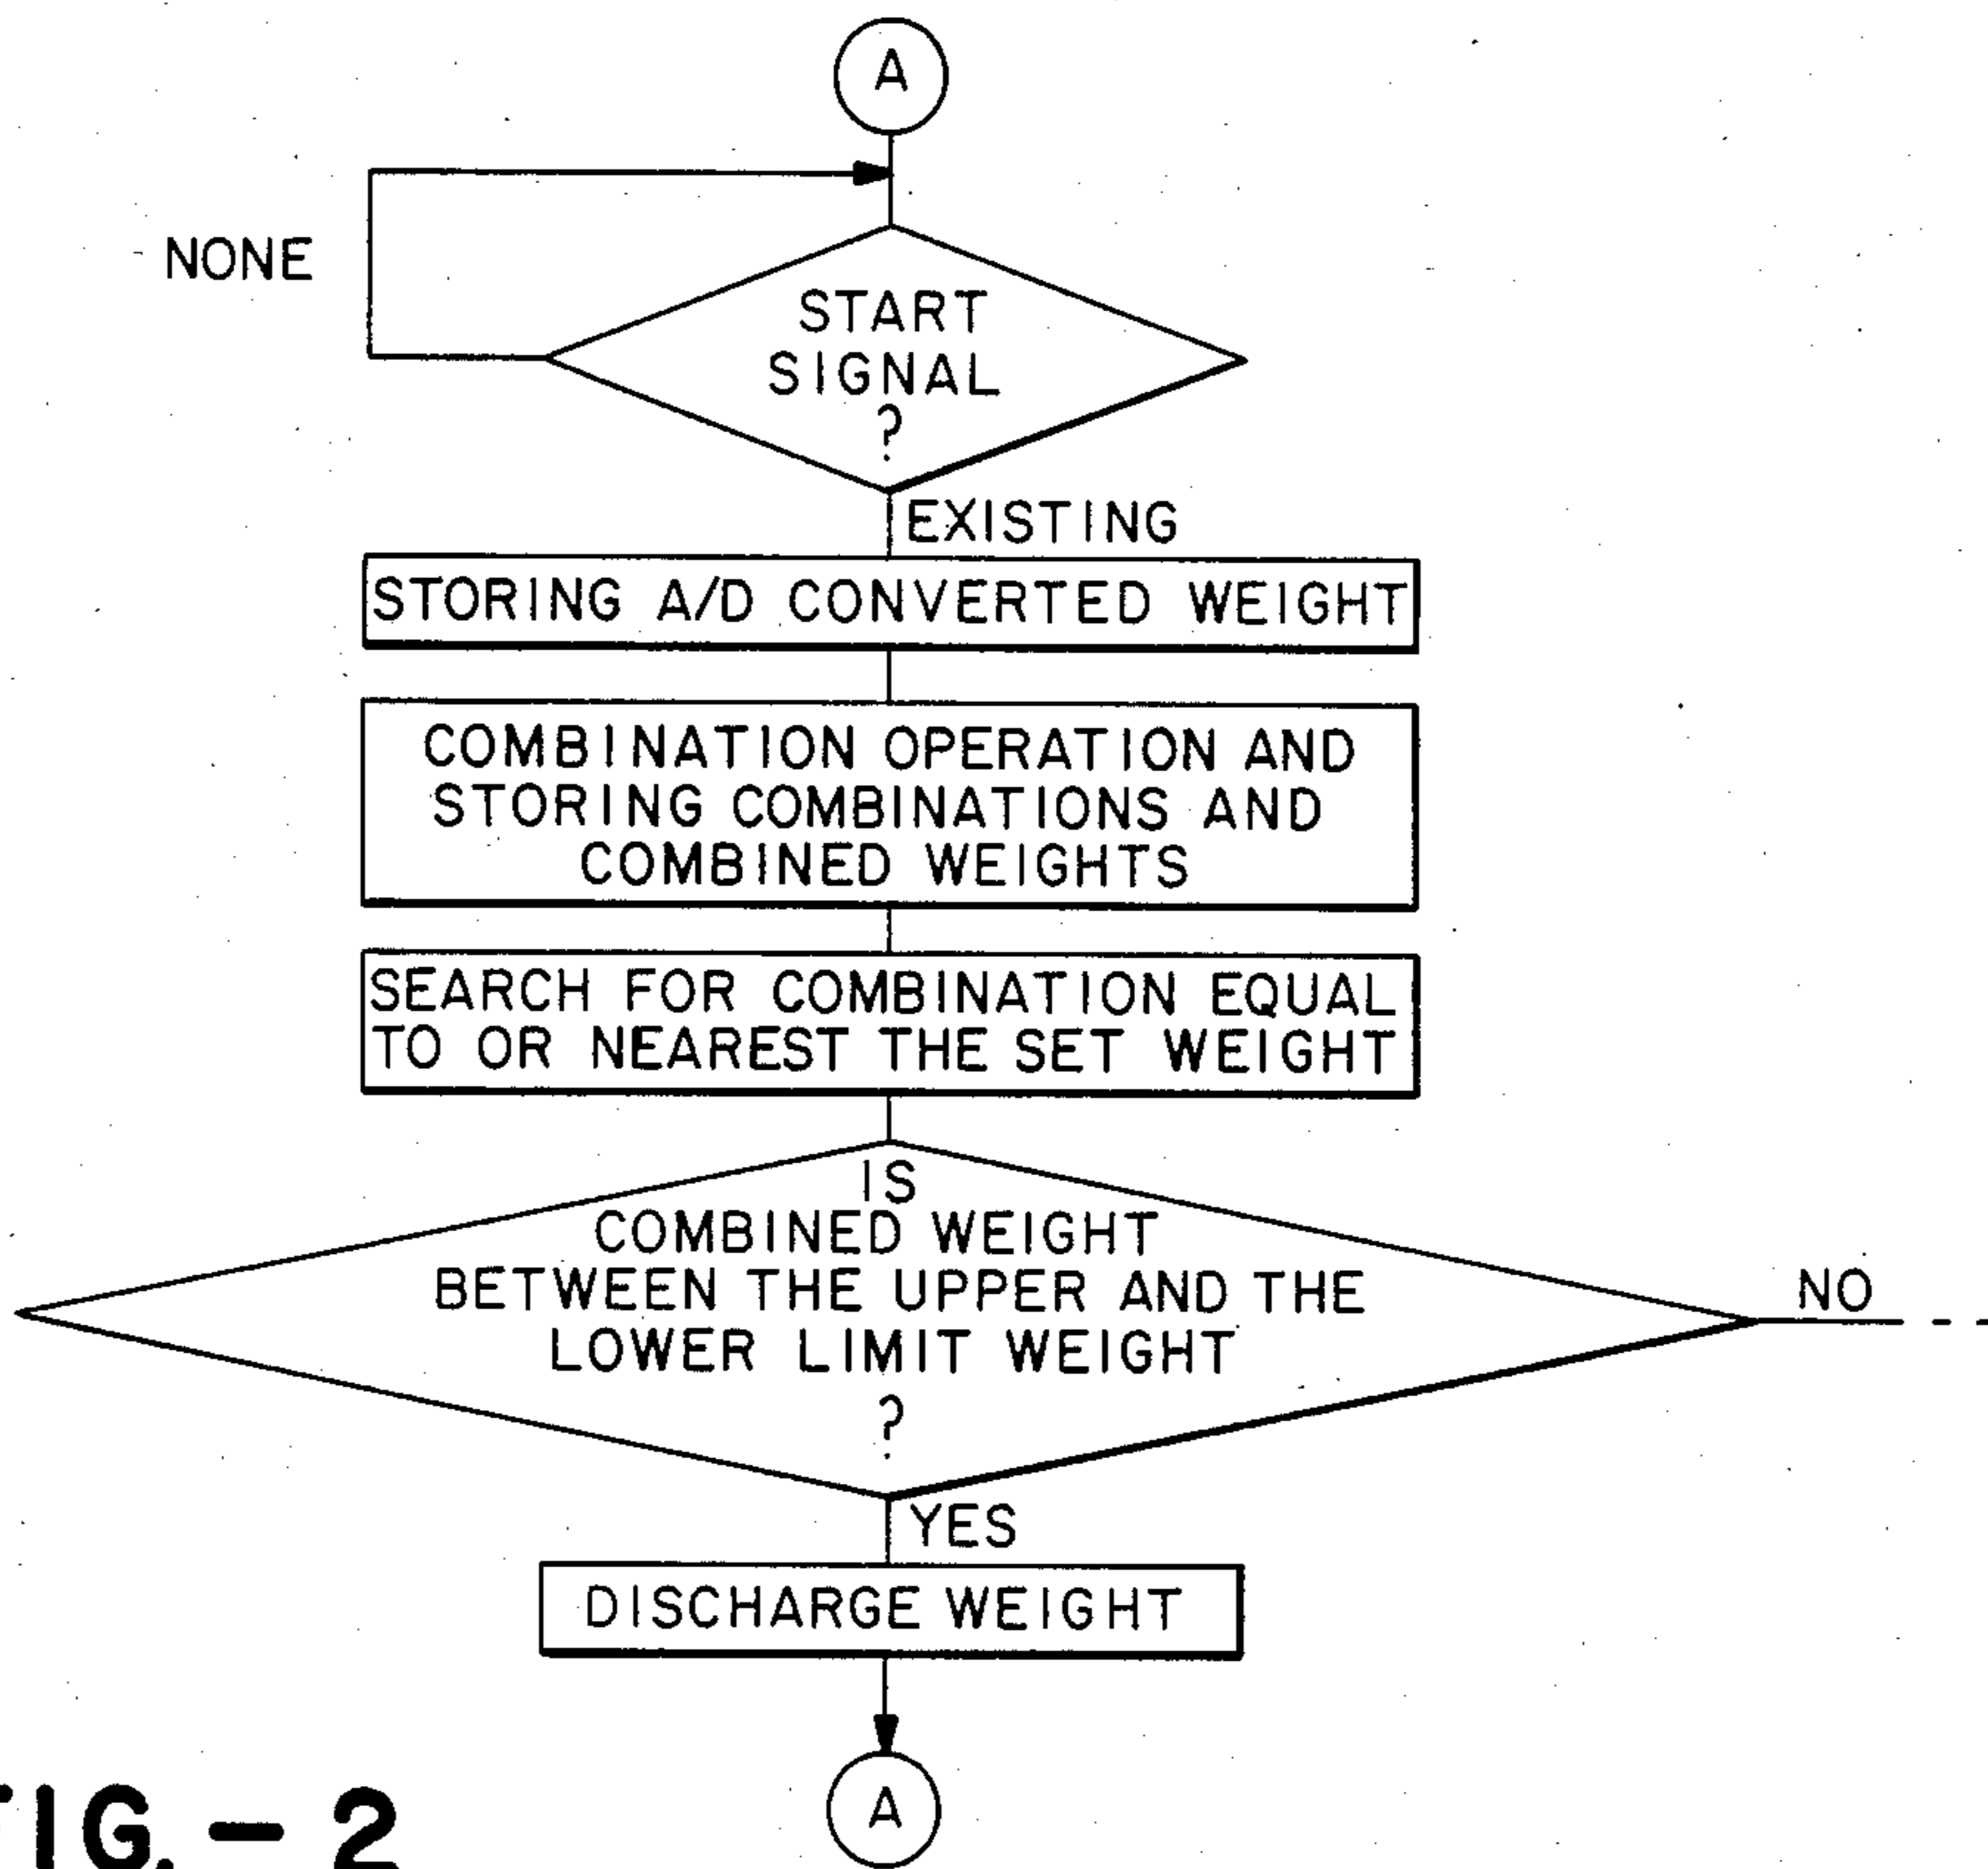 A
NONE
START
SIGNAL
?
EXISTING
STORING A/D CONVERTED WEIGHT
COMBINATION OPERATION AND
STORING COMBINATIONS AND
COMBINED WEIGHTS
SEARCH FOR COMBINATION EQUAL
TO OR NEAREST THE SET WEIGHT
IS
COMBINED WEIGHT
BETWEEN THE UPPER AND THE
LOWER LIMIT WEIGHT
?
NO
YES
DISCHARGE WEIGHT
A
FIG.-2